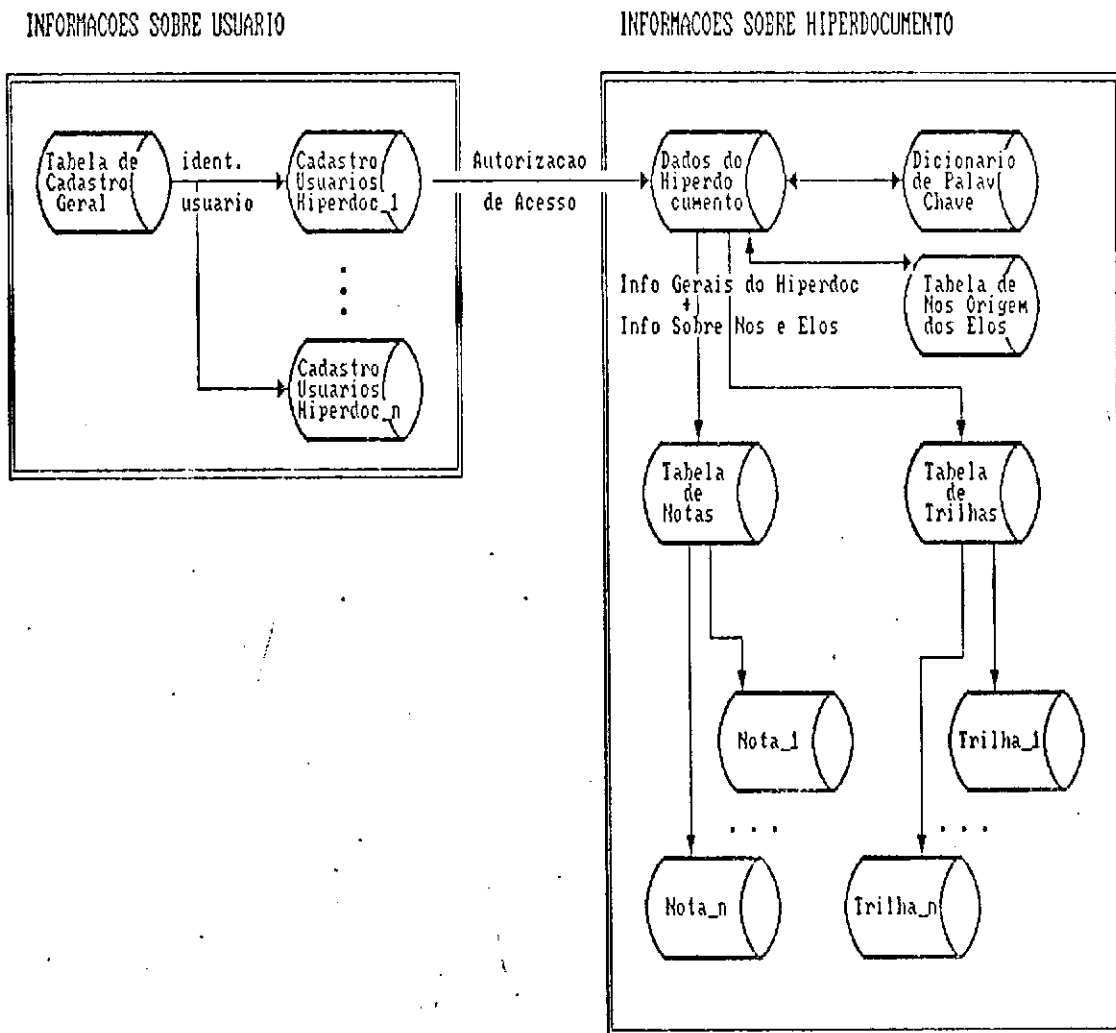 INFORMACOES SOBRE USUARIO
INFORMACOES SOBRE HIPERDOCUMENTO
Tabela de
Cadastro
Geral
ident.
usuario
Cadastro
Usuarios
Hiperdoc_1
Autorizacao
de Acesso
Dados do
Hiperdo
cumento
Dicionario
de Palav
Chave
Info Gerais do Hiperdoc
+
Info Sobre Nos e Elos
Tabela de
Nos Origem
dos Elos
Cadastro
Usuarios
Hiperdoc_n
Tabela
de
Notas
Tabela
de
Trilhas
Nota_1
Trilha_1
. . .
. . .
Nota_n
Trilha_n